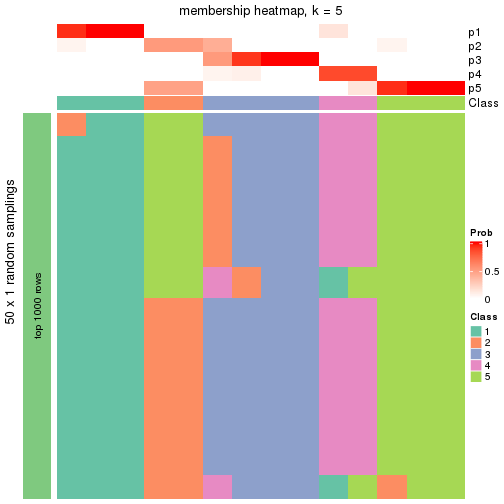 membership heatmap, k = 5
p1
p2
p3
p4
p5
Class
50 x 1 random samplings
top 1000 rows
Prob
1
0.5
0
Class
1
2
3
4
5